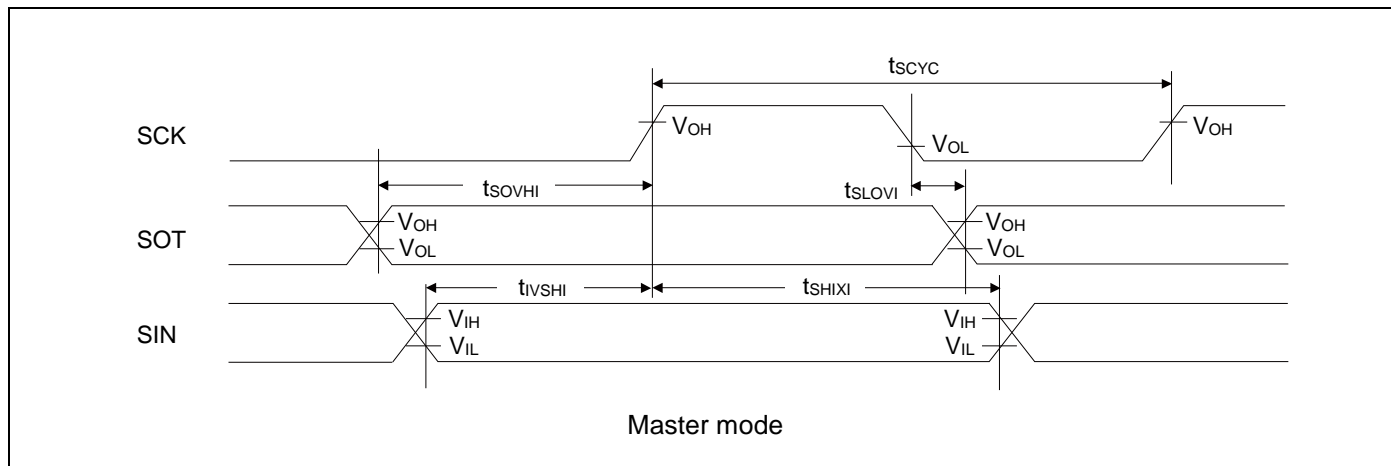 tSCYC
SCK
VOH
VOL
VOH
tSOVHI
tSLOVI
SOT
VOH
VOL
VOH
VOL
tIVSHI
tSHIXI
SIN
VIH
VIL
VIH
VIL
Master mode